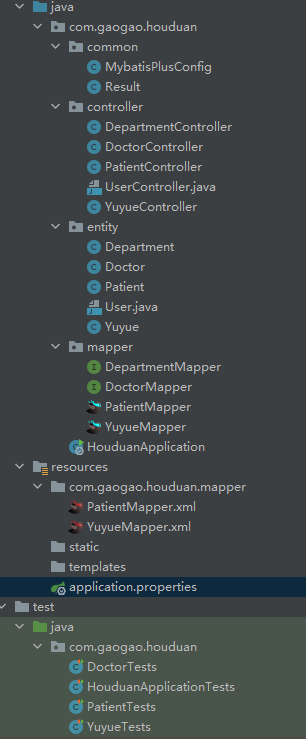 java
com.gaogao.houduan
common
MybatisPlusConfig
Result
controller
DepartmentController
DoctorController
PatientController
UserController.java
YuyueController
entity
Department
Doctor
Patient
User.java
Yuyue
mapper
DepartmentMapper
DoctorMapper
PatientMapper
YuyueMapper
HouduanApplication
resources
com.gaogao.houduan.mapper
PatientMapper.xml
YuyueMapper.xml
static
templates
application.properties
test
java
com.gaogao.houduan
DoctorTests
HouduanApplicationTests
PatientTests
YuyueTests